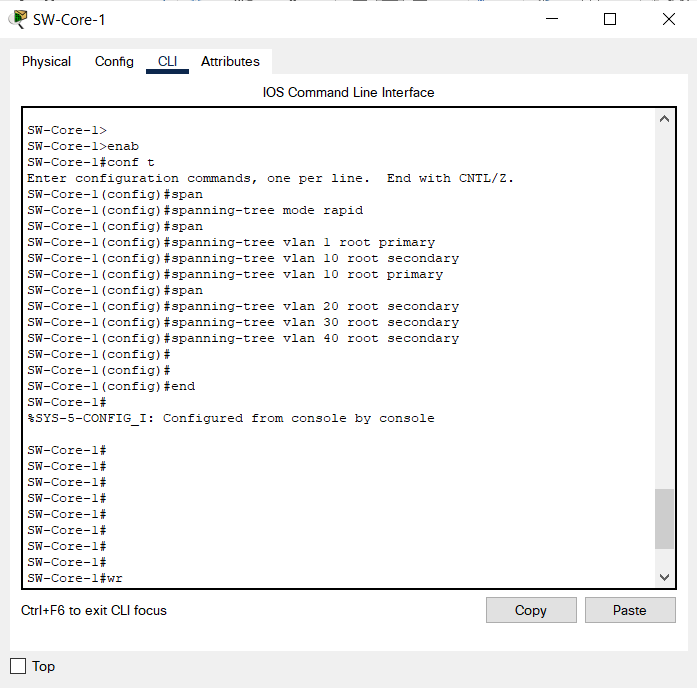 SW-Core-1
Physical Config CLI Attributes
IOS Command Line Interface
SW-Core-1>
SW-Core-1>enab
SW-Core-1#conf t
Enter configuration commands, one per line.  End with CNTL/Z.
SW-Core-1(config)#span
SW-Core-1(config)#spanning-tree mode rapid
SW-Core-1(config)#span
SW-Core-1(config)#spanning-tree vlan 1 root primary
SW-Core-1(config)#spanning-tree vlan 10 root secondary
SW-Core-1(config)#spanning-tree vlan 10 root primary
SW-Core-1(config)#span
SW-Core-1(config)#spanning-tree vlan 20 root secondary
SW-Core-1(config)#spanning-tree vlan 30 root secondary
SW-Core-1(config)#spanning-tree vlan 40 root secondary
SW-Core-1(config)#
SW-Core-1(config)#
SW-Core-1(config)#end
SW-Core-1#
%SYS-5-CONFIG_I: Configured from console by console
SW-Core-1#
SW-Core-1#
SW-Core-1#
SW-Core-1#
SW-Core-1#
SW-Core-1#
SW-Core-1#
SW-Core-1#
SW-Core-1#wr
Ctrl+F6 to exit CLI focus
Copy Paste
Top